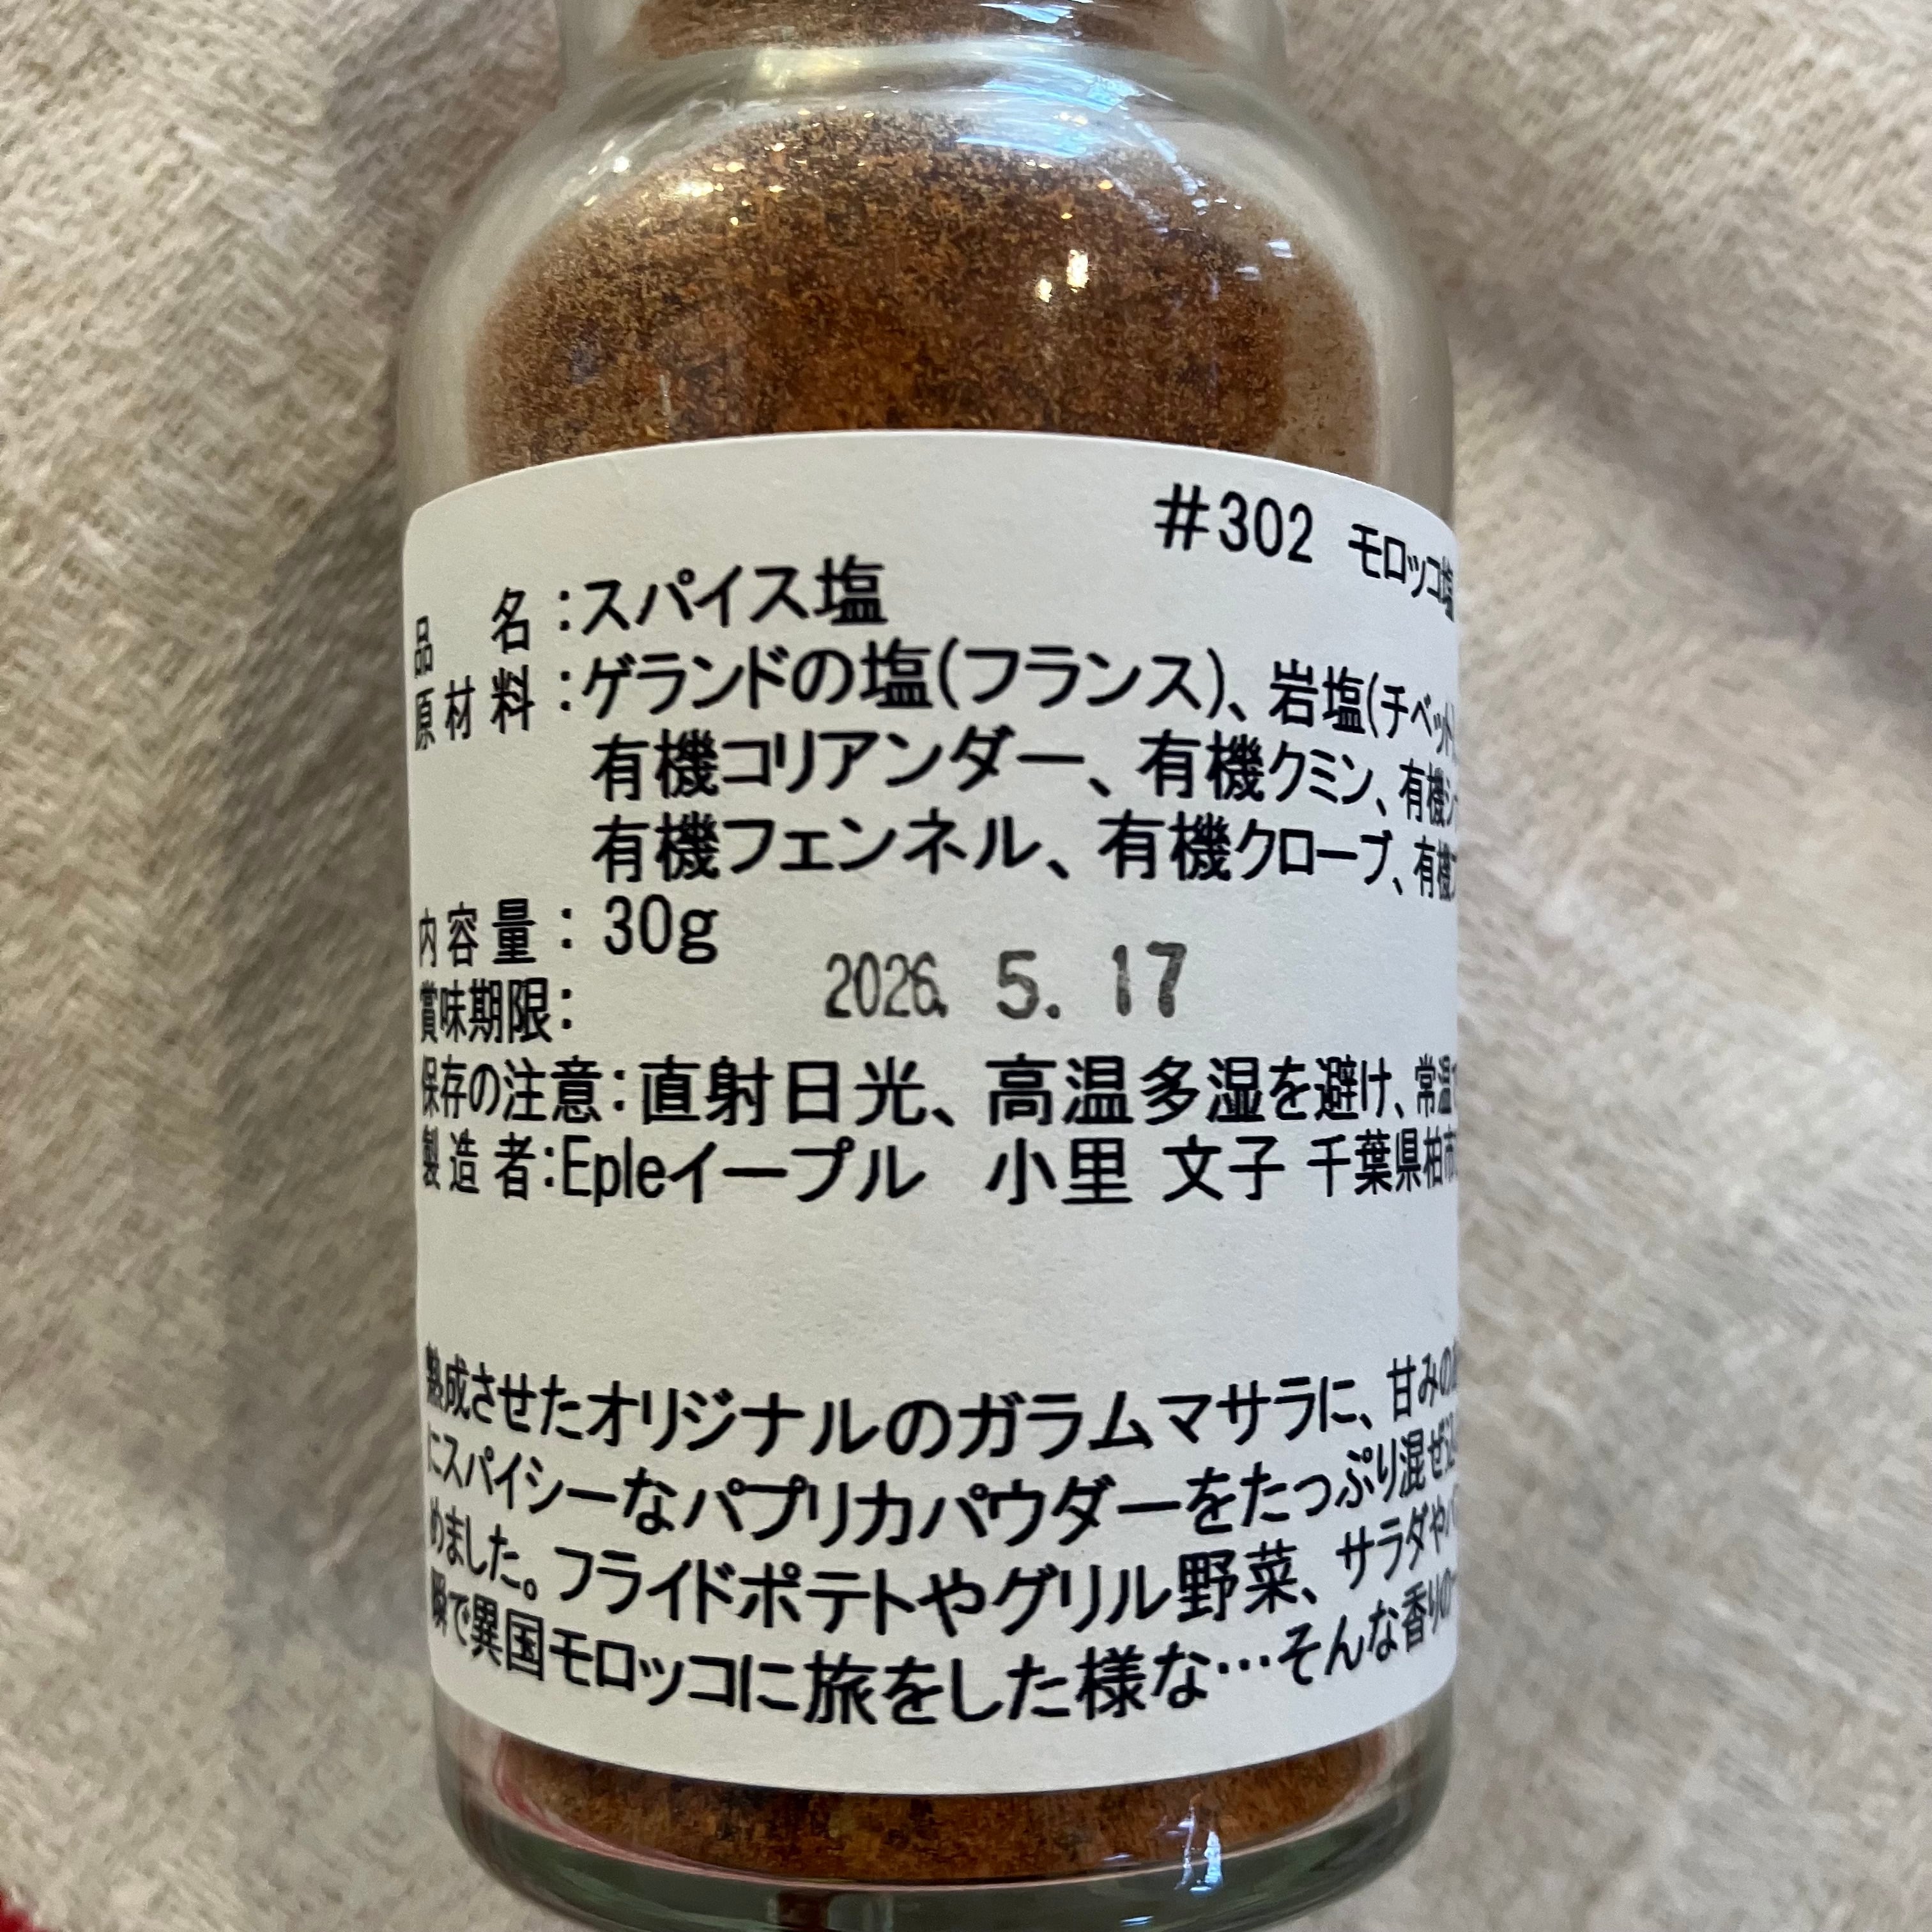 #302 モロッコ塩
品 名:スパイス塩
原材料:ゲランドの塩(フランス)、岩塩(チベット)
有機コリアンダー、有機クミン、有機シ
有機フェンネル、有機クローブ、有機
内容量: 30g
賞味期限: 2026. 5. 17
保存の注意:直射日光、高温多湿を避け、常温
製造者:Epleイープル 小里 文子 千葉県柏市
熟成させたオリジナルのガラムマサラに、甘みの
にスパイシーなパプリカパウダーをたっぷり混ぜ込
めました。フライドポテトやグリル野菜、サラダや
瞬で異国モロッコに旅をした様な…そんな香りの